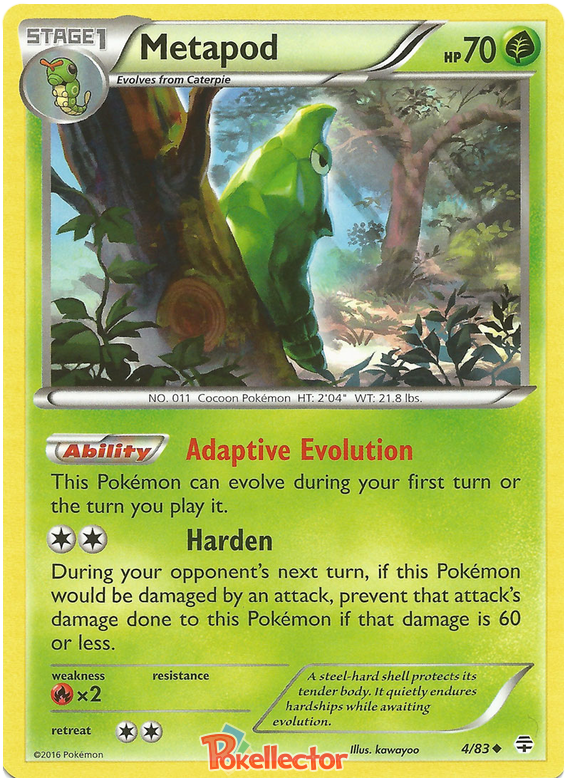 STAGE1
Metapod
HP70
Evolves from Caterpie
NO. 011 Cocoon Pokémon HT: 2'04" WT: 21.8 lbs.
Ability Adaptive Evolution
This Pokémon can evolve during your first turn or
the turn you play it.
Harden
During your opponent's next turn, if this Pokémon
would be damaged by an attack, prevent that attack's
damage done to this Pokémon if that damage is 60
or less.
weakness resistance
×2
A steel-hard shell protects its
tender body. It quietly endures
hardships while awaiting
evolution.
retreat
©2016 Pokémon
Pokellector
Illus. kawayoo
4/83